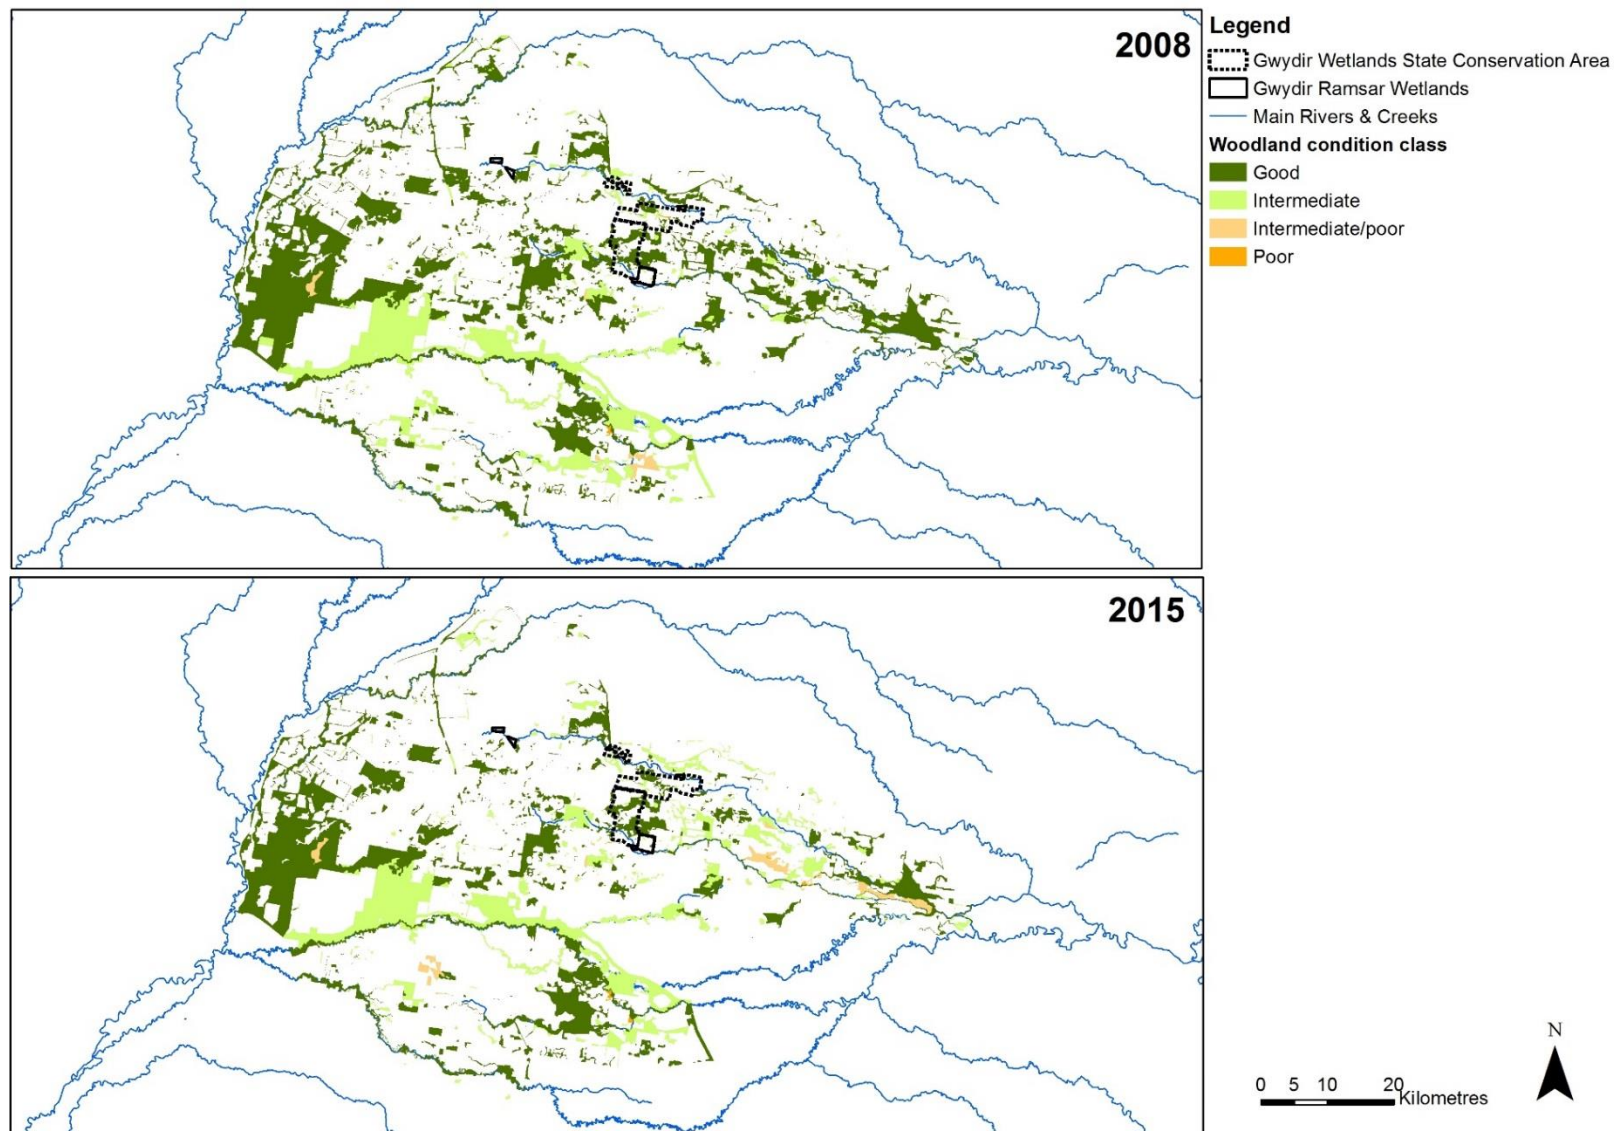 2008
Legend
Gwydir Wetlands State Conservation Area
Gwydir Ramsar Wetlands
Main Rivers & Creeks
Woodland condition class
Good
Intermediate
Intermediate/poor
Poor
2015
N
0 5 10 20
Kilometres